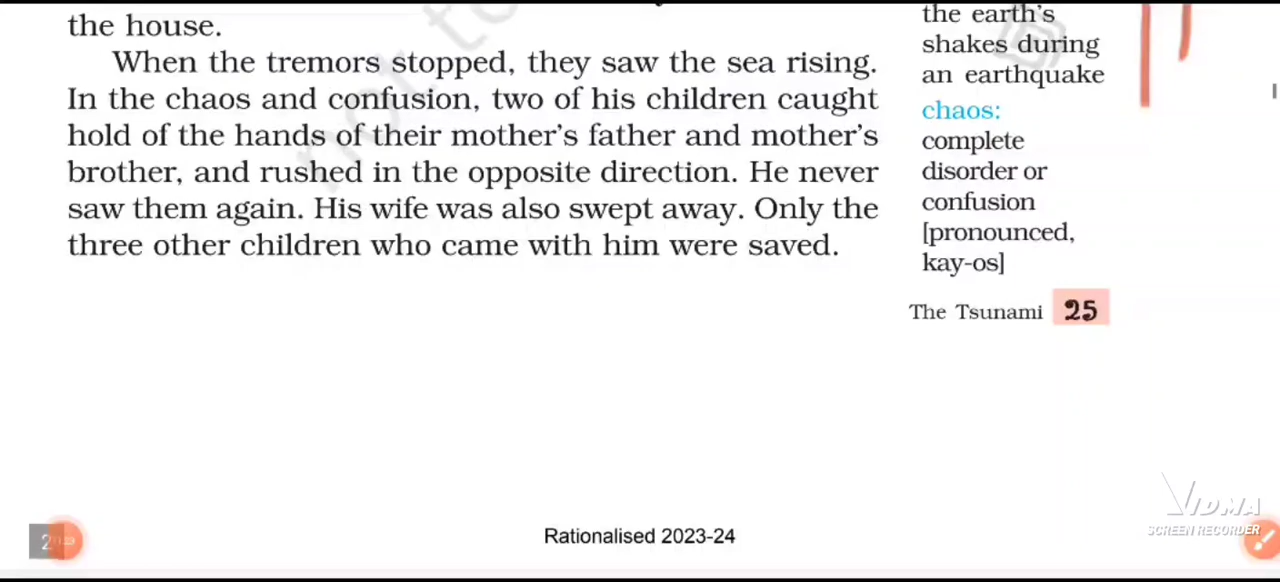 the house.
When the tremors stopped, they saw the sea rising.
In the chaos and confusion, two of his children caught
hold of the hands of their mother's father and mother's
brother, and rushed in the opposite direction. He never
saw them again. His wife was also swept away. Only the
three other children who came with him were saved.
the earth's
shakes during
an earthquake
chaos:
complete
disorder or
confusion
[pronounced,
kay-os]
The Tsunami 25
Rationalised 2023-24
VIDMA
SCREEN RECORDER